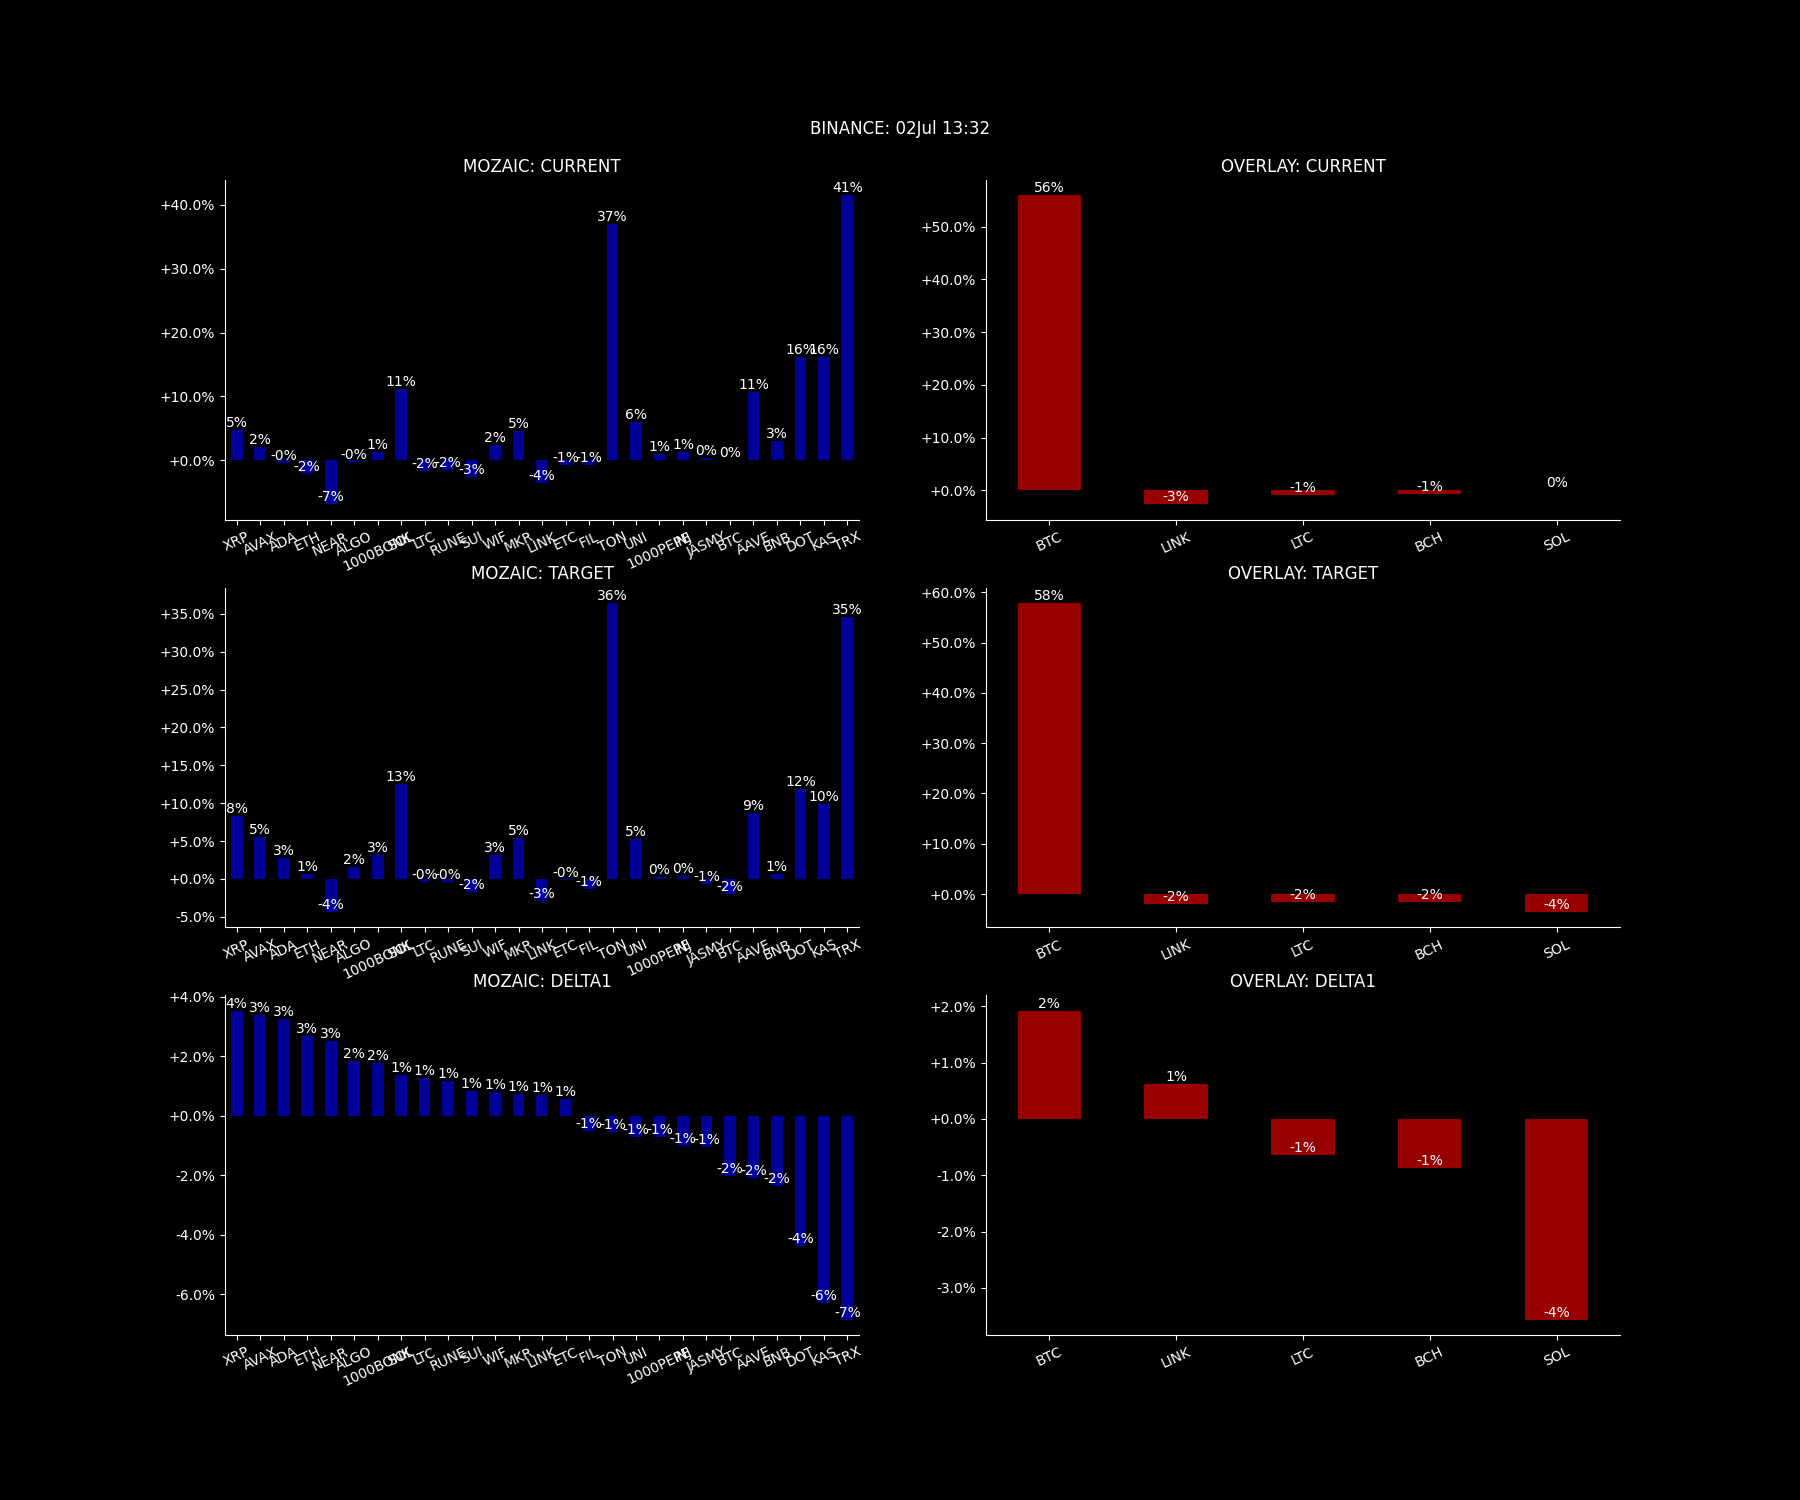 BINANCE: 02Jul 13:32
MOZAIC: CURRENT
+40.0%
+30.0%
+20.0%
+10.0%
+0.0%
5% 2% -0% -2% -7% -0% 1% 11% -2% -2% -3% 2% 5% -4% -1% -1% 37% 6% 1% 1% 0% 0% 11% 3% 16% 16% 41%
XRP AVAX ADA ETH NEAR ALGO 1000BONK LTC RUNE SUI WIF MKR LINK ETC FIL TON UNI 1000PEPE JASMY BTC AAVE BNB DOT KAS TRX
OVERLAY: CURRENT
+50.0%
+40.0%
+30.0%
+20.0%
+10.0%
+0.0%
56% -3% -1% -1% 0%
BTC LINK LTC BCH SOL
MOZAIC: TARGET
+35.0%
+30.0%
+25.0%
+20.0%
+15.0%
+10.0%
+5.0%
+0.0%
-5.0%
8% 5% 3% 1% -4% 2% 3% 13% -0% -0% -2% 3% 5% -3% -0% -1% 36% 5% 0% 0% -1% -2% 9% 1% 12% 10% 35%
XRP AVAX ADA ETH NEAR ALGO 1000BONK LTC RUNE SUI WIF MKR LINK ETC FIL TON UNI 1000PEPE JASMY BTC AAVE BNB DOT KAS TRX
OVERLAY: TARGET
+60.0%
+50.0%
+40.0%
+30.0%
+20.0%
+10.0%
+0.0%
58% -2% -2% -2% -4%
BTC LINK LTC BCH SOL
MOZAIC: DELTA1
+4.0%
+2.0%
+0.0%
-2.0%
-4.0%
-6.0%
4% 3% 3% 3% 3% 2% 2% 1% 1% 1% 1% 1% 1% 1% 1% -1% -1% -1% -1% -1% -1% -2% -2% -2% -4% -6% -7%
XRP AVAX ADA ETH NEAR ALGO 1000BONK LTC RUNE SUI WIF MKR LINK ETC FIL TON UNI 1000PEPE JASMY BTC AAVE BNB DOT KAS TRX
OVERLAY: DELTA1
+2.0%
+1.0%
+0.0%
-1.0%
-2.0%
-3.0%
2% 1% -1% -1% -4%
BTC LINK LTC BCH SOL